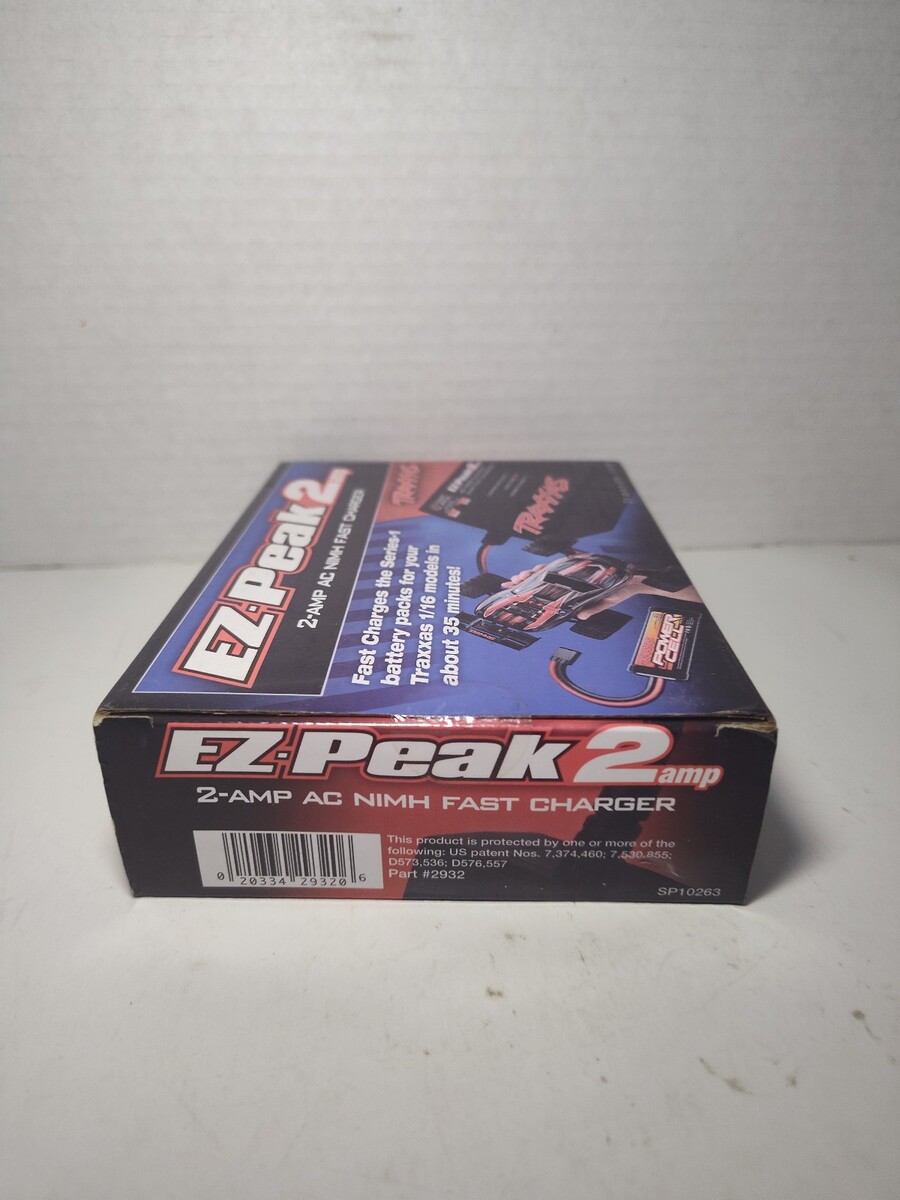 EZ-Peak 2 amp
2-AMP AC NIMH FAST CHARGER
Fast Charges the Series-1
battery packs for your
Traxxas 1/16 models in
about 35 minutes!
TRAXXAS
TRAXXAS
POWER
CELL
EZ-Peak 2 amp
2-AMP AC NIMH FAST CHARGER
0 20334 29320 6
This product is protected by one or more of the
following: US patent Nos. 7,374,460; 7,530,855;
D573,536; D576,557
Part #2932
SP10263